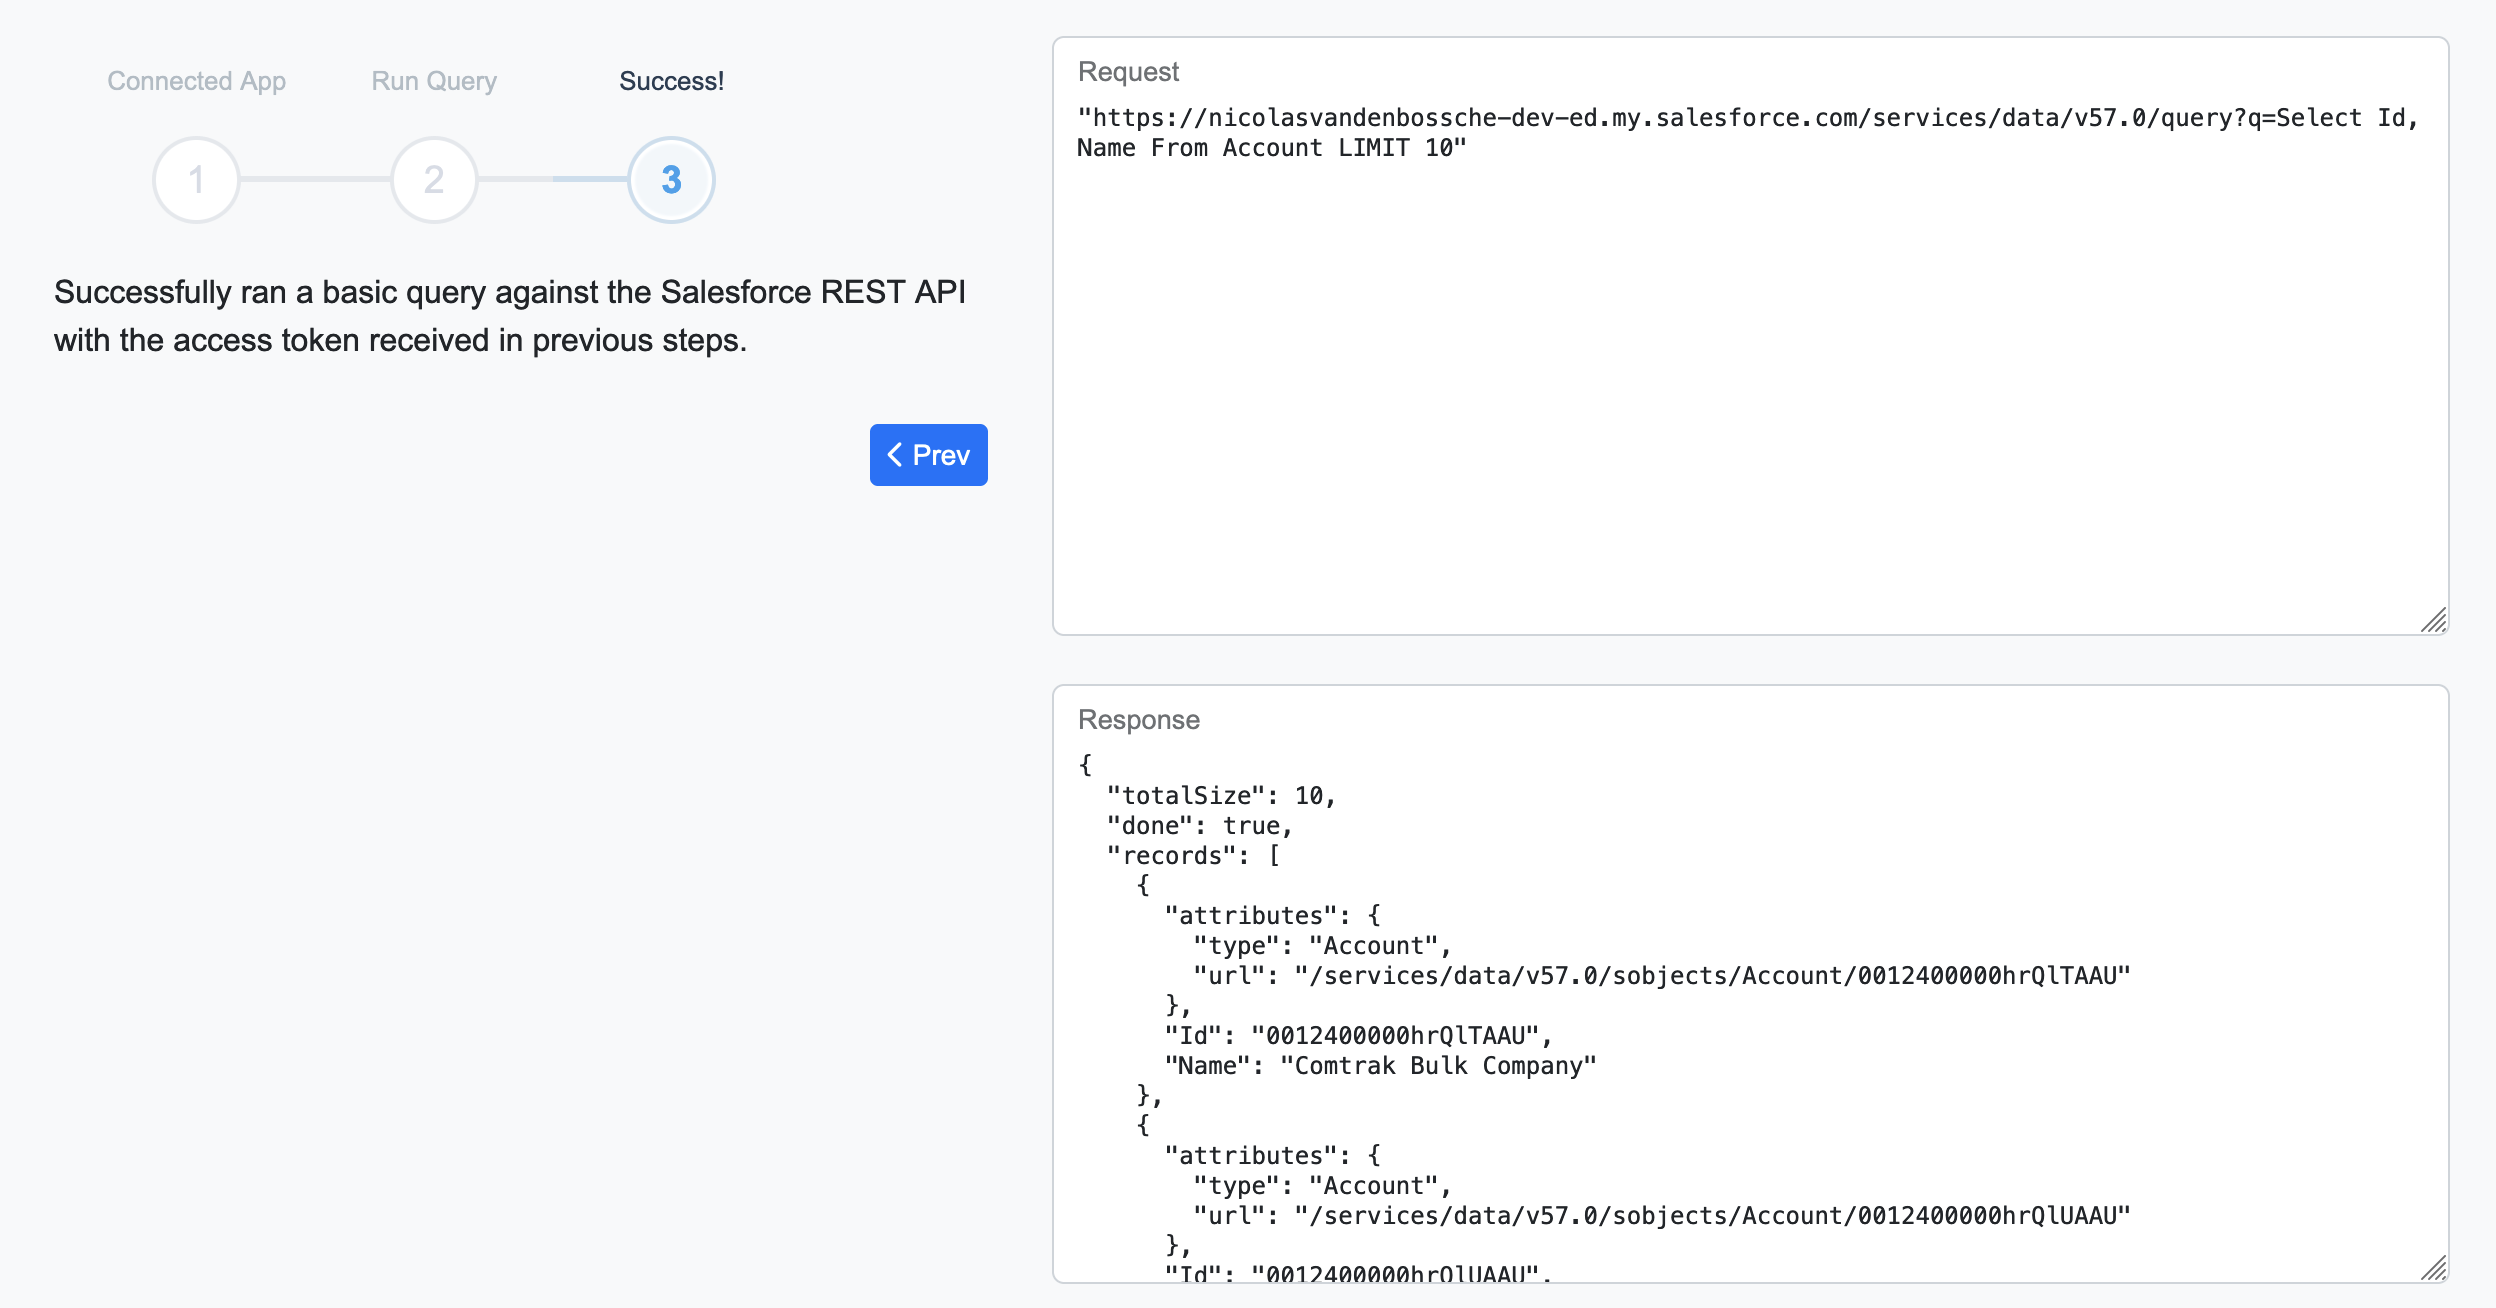 Connected App
Run Query
Success!
1
2
3
Successfully ran a basic query against the Salesforce REST API
with the access token received in previous steps.
Prev
Request
"https://nicolasvandenbossche-dev-ed.my.salesforce.com/services/data/v57.0/query?q=Select Id,
Name From Account LIMIT 10"
Response
{
  "totalSize": 10,
  "done": true,
  "records": [
    {
      "attributes": {
        "type": "Account",
        "url": "/services/data/v57.0/sobjects/Account/0012400000hrQlTAAU"
      },
      "Id": "0012400000hrQlTAAU",
      "Name": "Comtrak Bulk Company"
    },
    {
      "attributes": {
        "type": "Account",
        "url": "/services/data/v57.0/sobjects/Account/0012400000hrQlUAAU"
      },
      "Id": "0012400000hrQlUAAU",